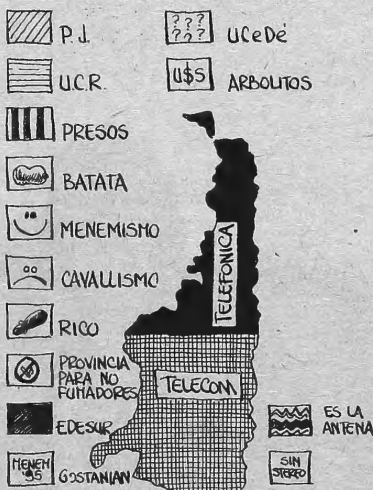 P.J.
U.C.R.
PRESOS
BATATA
MENEMISMO
CAVALLISMO
RICO
PROVINCIA
PARA NO
FUMADORES
EDESUR
MENEM
'95
GOSTANIAN
? ? ?
? ? ?
? ?
UCeDé
U$S
ARBOLITOS
TELEFONICA
TELECOM
ES LA
ANTENA
SIN
STEREO